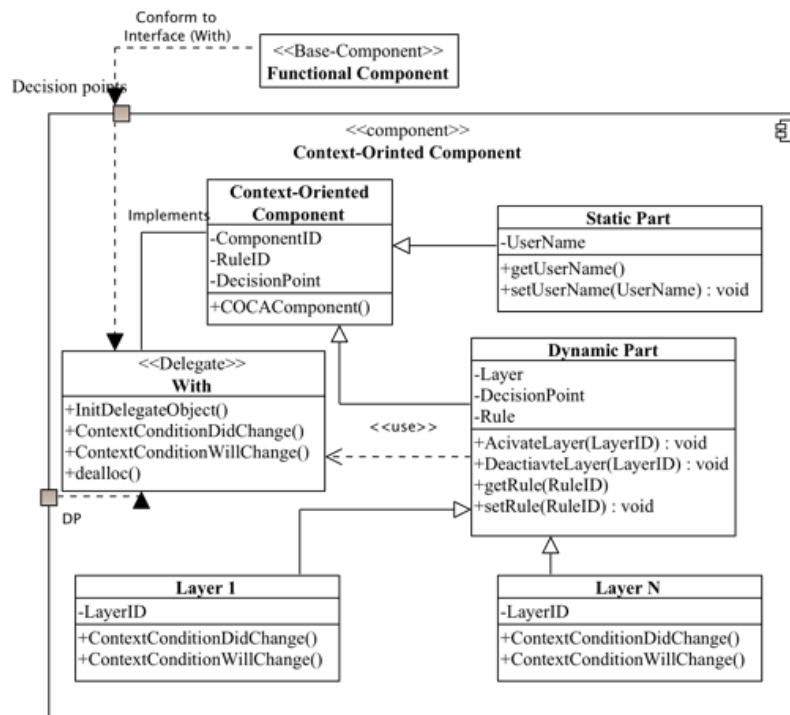 Conform to
Interface (With)
<<Base-Component>>
Functional Component
Decision points
<<component>>
Context-Orinted Component
Context-Oriented
Component
-ComponentID
-RuleID
-DecisionPoint
+COCAComponent()
Implements
Static Part
-UserName
+getUserName()
+setUserName(UserName) : void
<<Delegate>>
With
+InitDelegateObject()
+ContextConditionDidChange()
+ContextConditionWillChange()
+dealloc()
<<use>>
Dynamic Part
-Layer
-DecisionPoint
-Rule
+AcivateLayer(LayerID) : void
+DeactiavteLayer(LayerID) : void
+getRule(RuleID)
+setRule(RuleID) : void
DP
Layer 1
-LayerID
+ContextConditionDidChange()
+ContextConditionWillChange()
Layer N
-LayerID
+ContextConditionDidChange()
+ContextConditionWillChange()